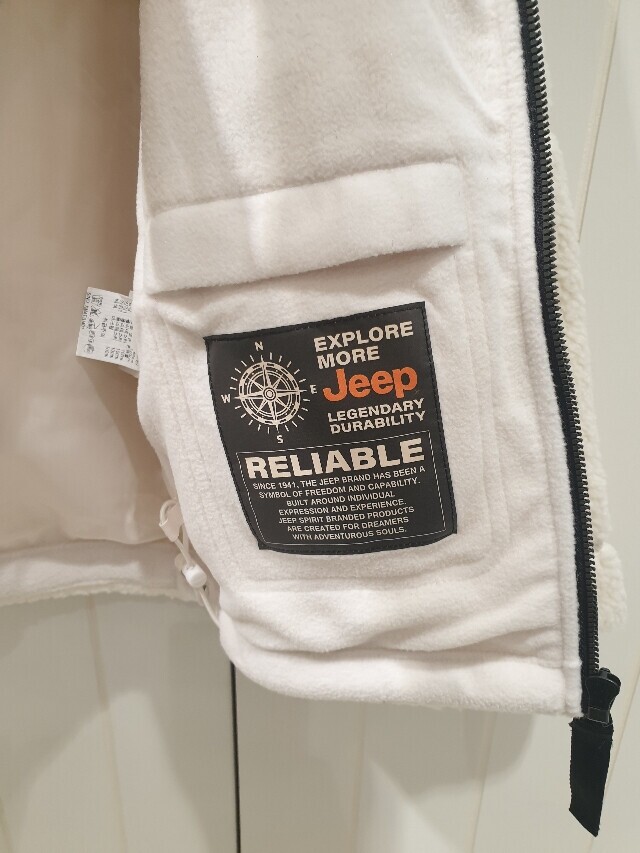 N
W
E
S
EXPLORE
MORE
Jeep
LEGENDARY
DURABILITY
RELIABLE
SINCE 1941, THE JEEP BRAND HAS BEEN A
SYMBOL OF FREEDOM AND CAPABILITY.
BUILT AROUND INDIVIDUAL
EXPRESSION AND EXPERIENCE.
JEEP SPIRIT BRANDED PRODUCTS
ARE CREATED FOR DREAMERS
WITH ADVENTUROUS SOULS.